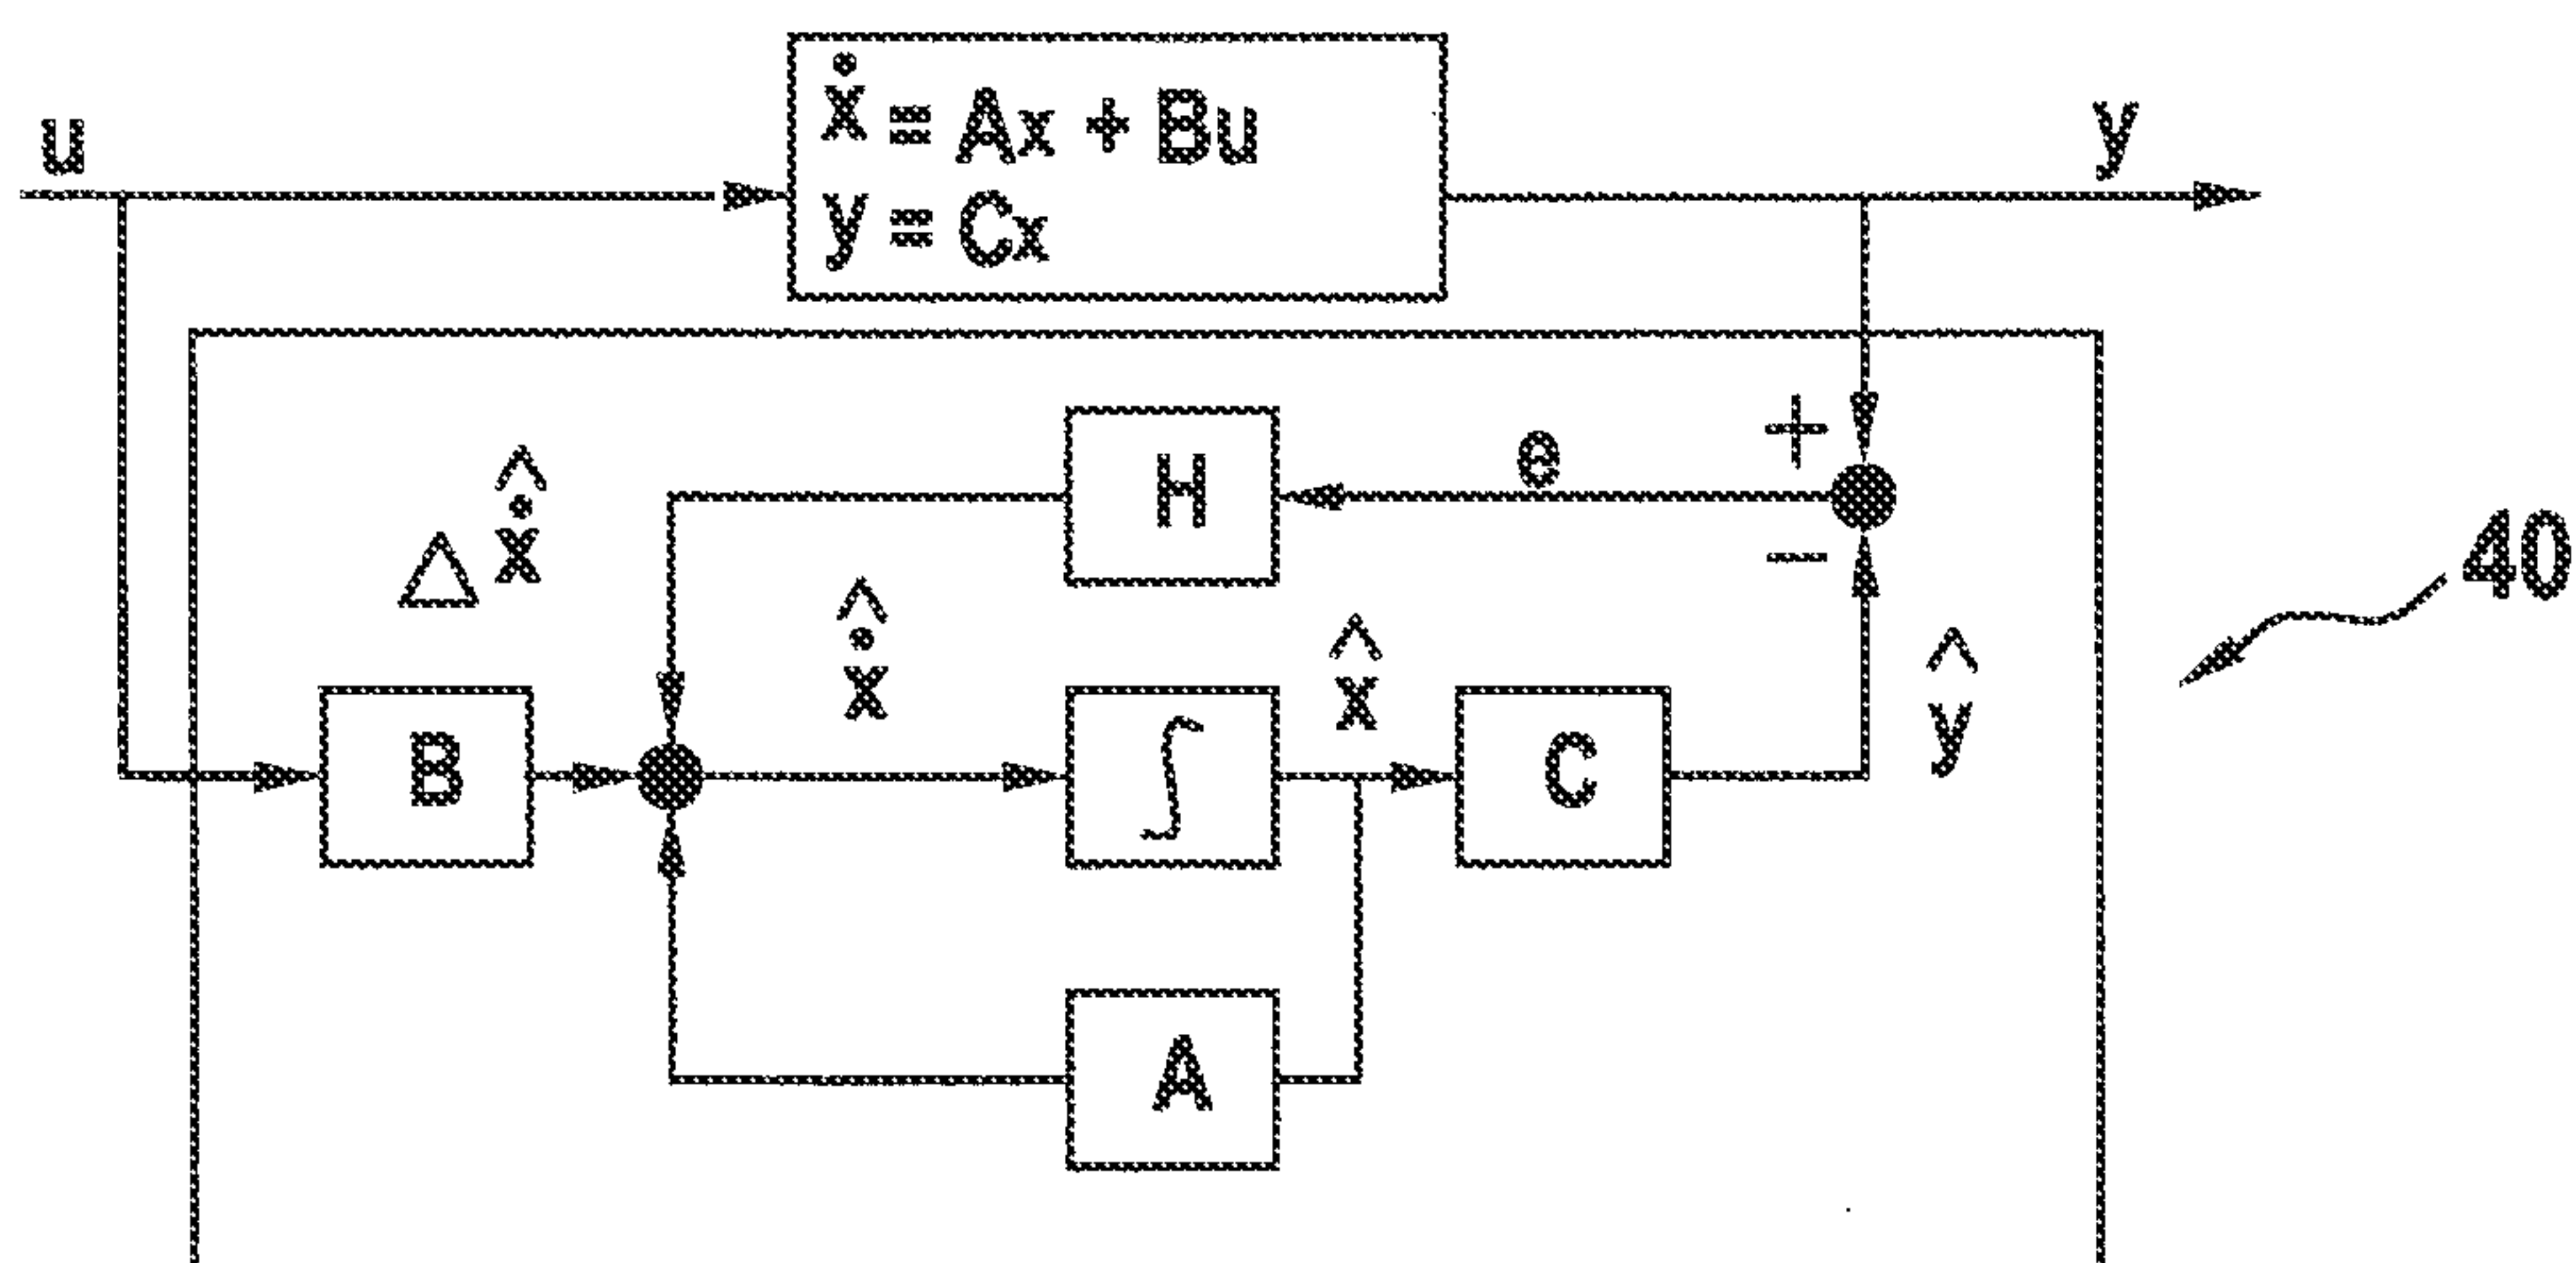 u
ẋ = Ax + Bu
y = Cx
y
H
e
+
−
△ẋ̂
ẋ̂
x̂
ŷ
40
B
∫
C
A